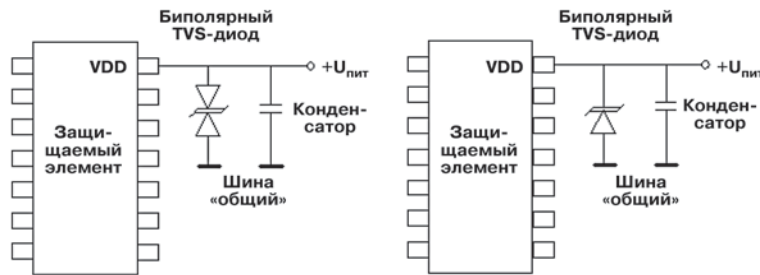 Биполярный
TVS-диод
VDD
+Uпит
Защи-
щаемый
элемент
Конден-
сатор
Шина
«общий»
Биполярный
TVS-диод
VDD
+Uпит
Защи-
щаемый
элемент
Конден-
сатор
Шина
«общий»